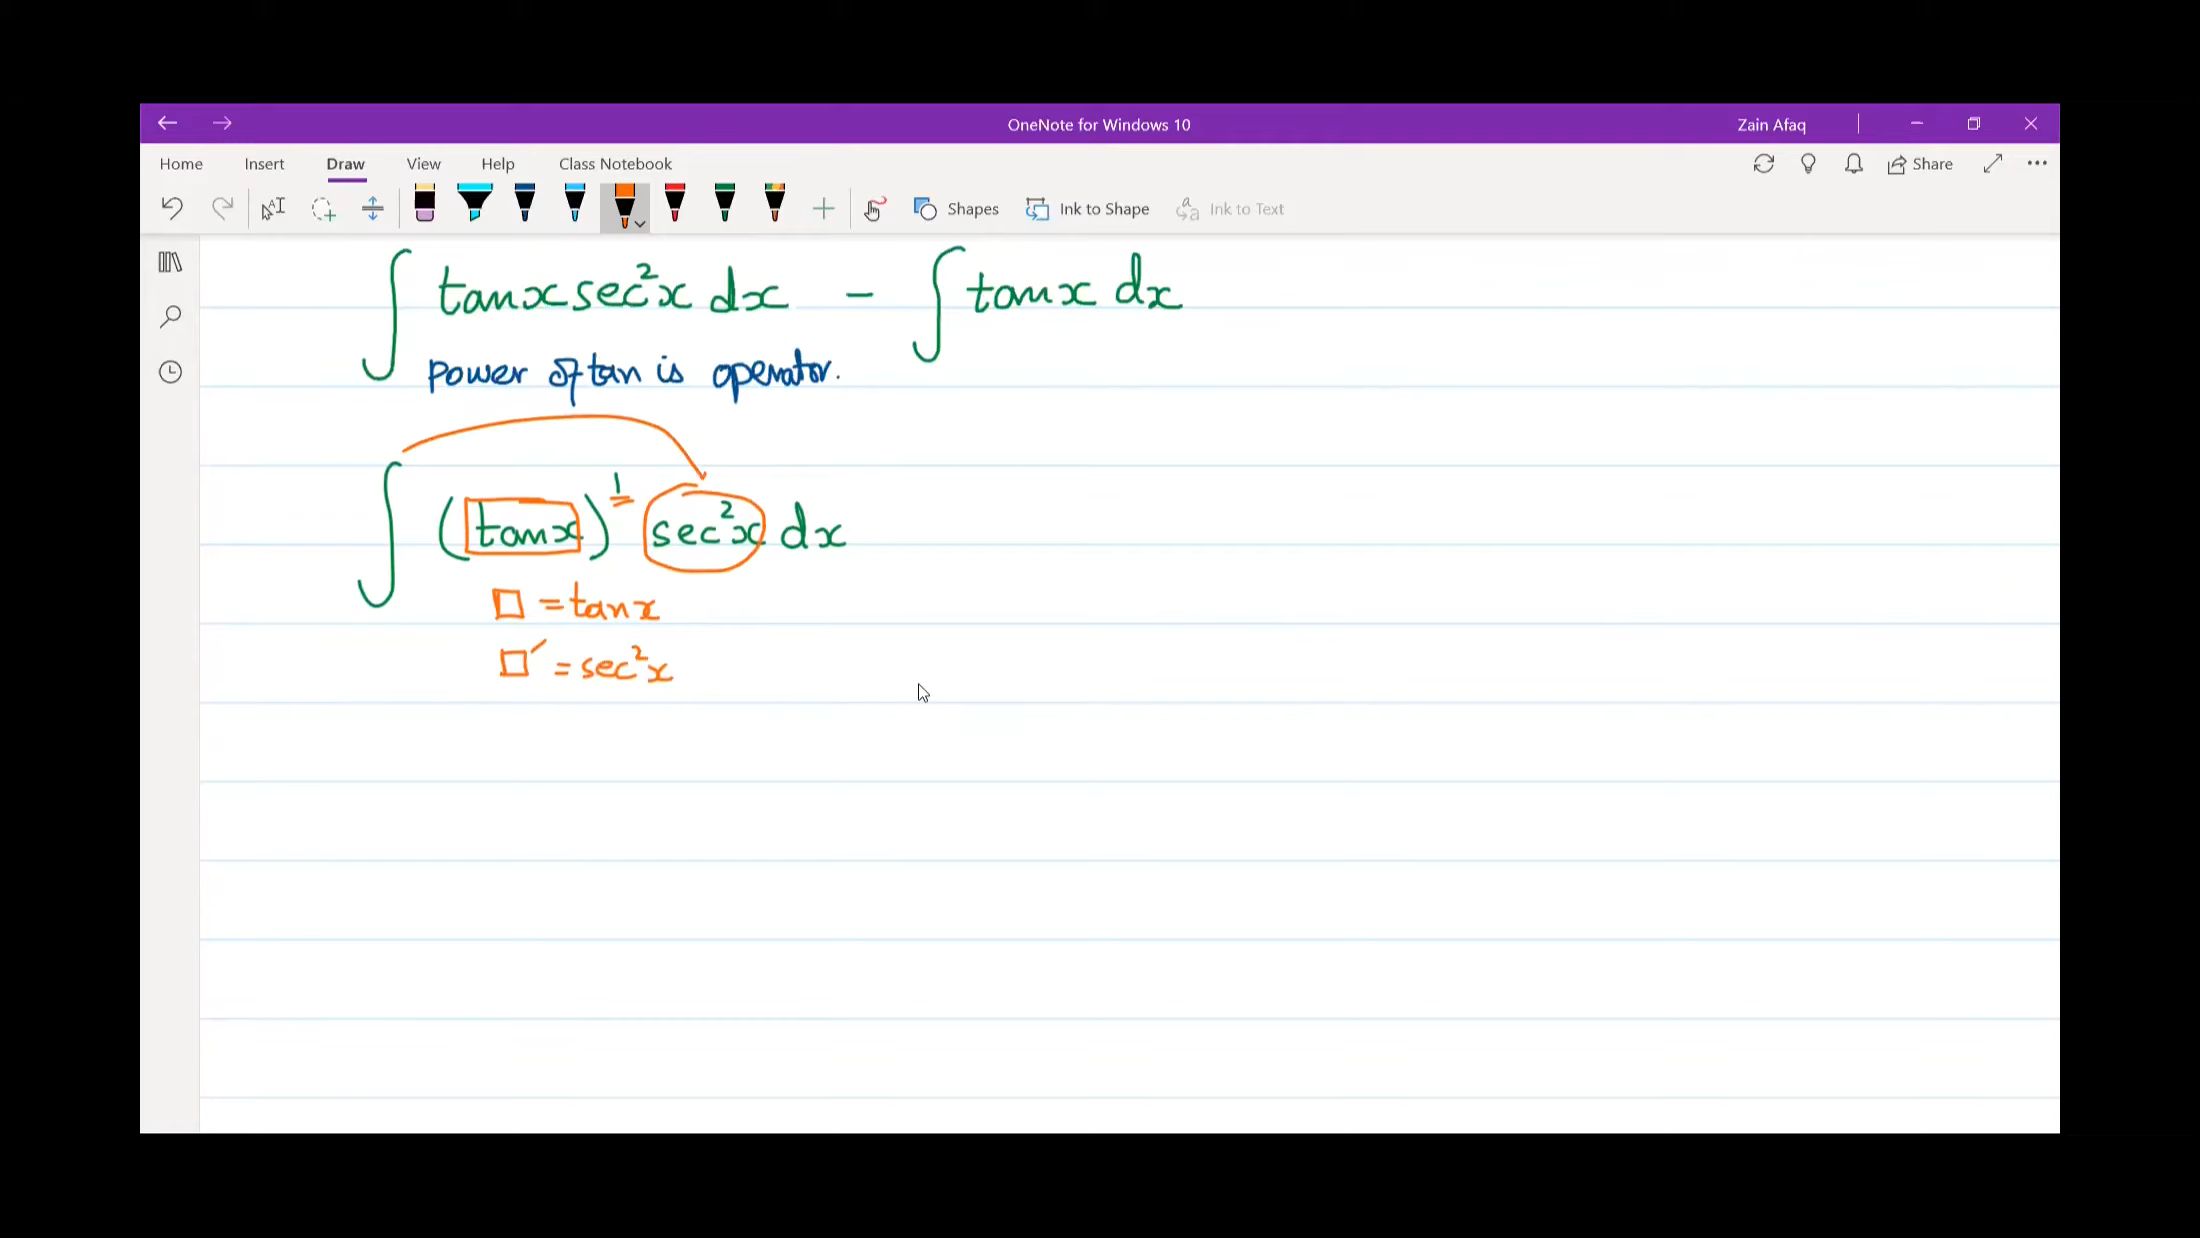 OneNote for Windows 10
Zain Afaq
Home Insert Draw View Help Class Notebook
Share
Shapes Ink to Shape Ink to Text
∫ tanx sec²x dx - ∫ tanx dx
power of tan is operator.
∫ (tanx)¹ sec²x dx
□ = tanx
□′ = sec²x